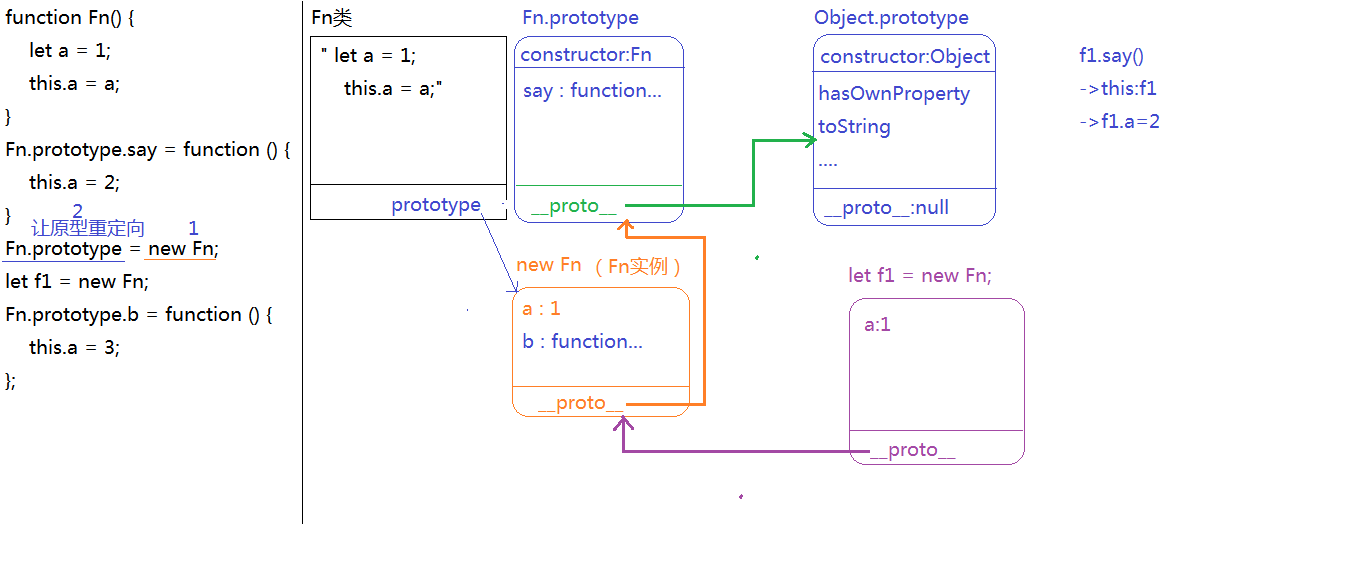 function Fn() {
let a = 1;
this.a = a;
}
Fn.prototype.say = function () {
this.a = 2;
}
2
让原型重定向
1
Fn.prototype = new Fn;
let f1 = new Fn;
Fn.prototype.b = function () {
this.a = 3;
};
Fn类
" let a = 1;
this.a = a;"
prototype
Fn.prototype
constructor:Fn
say : function...
__proto__
new Fn （Fn实例）
a : 1
b : function...
__proto__
Object.prototype
constructor:Object
hasOwnProperty
toString
....
__proto__:null
let f1 = new Fn;
a:1
__proto__
f1.say()
->this:f1
->f1.a=2